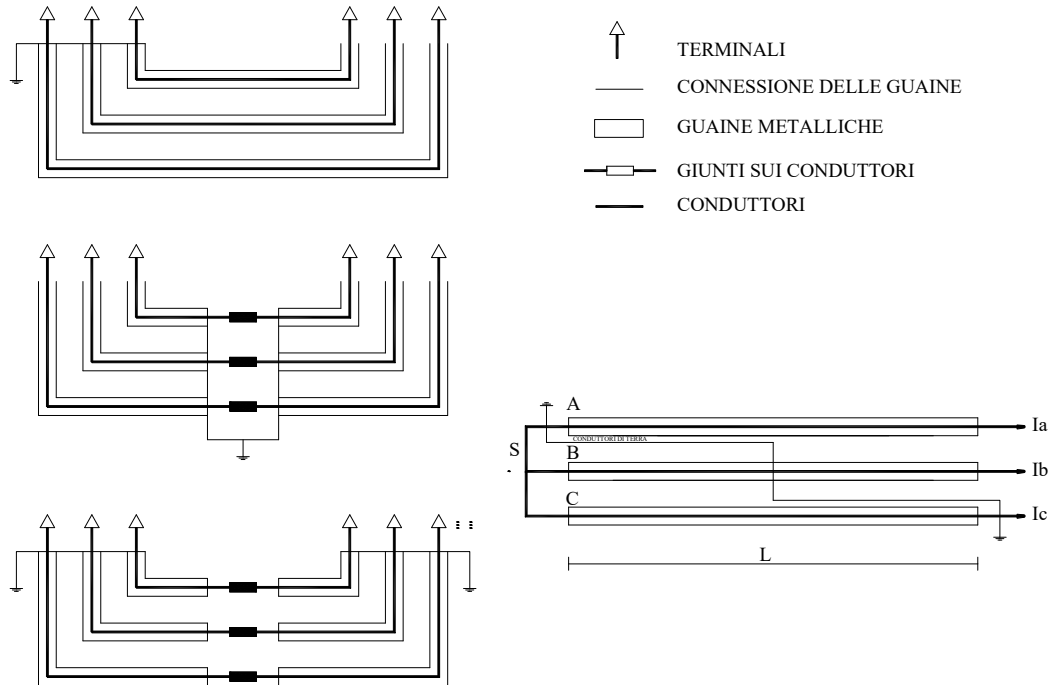 TERMINALI
CONNESSIONE DELLE GUAINE
GUAINE METALLICHE
GIUNTI SUI CONDUTTORI
CONDUTTORI
A
Ia
CONDUTTORI DI TERRA
S
B
Ib
C
Ic
L